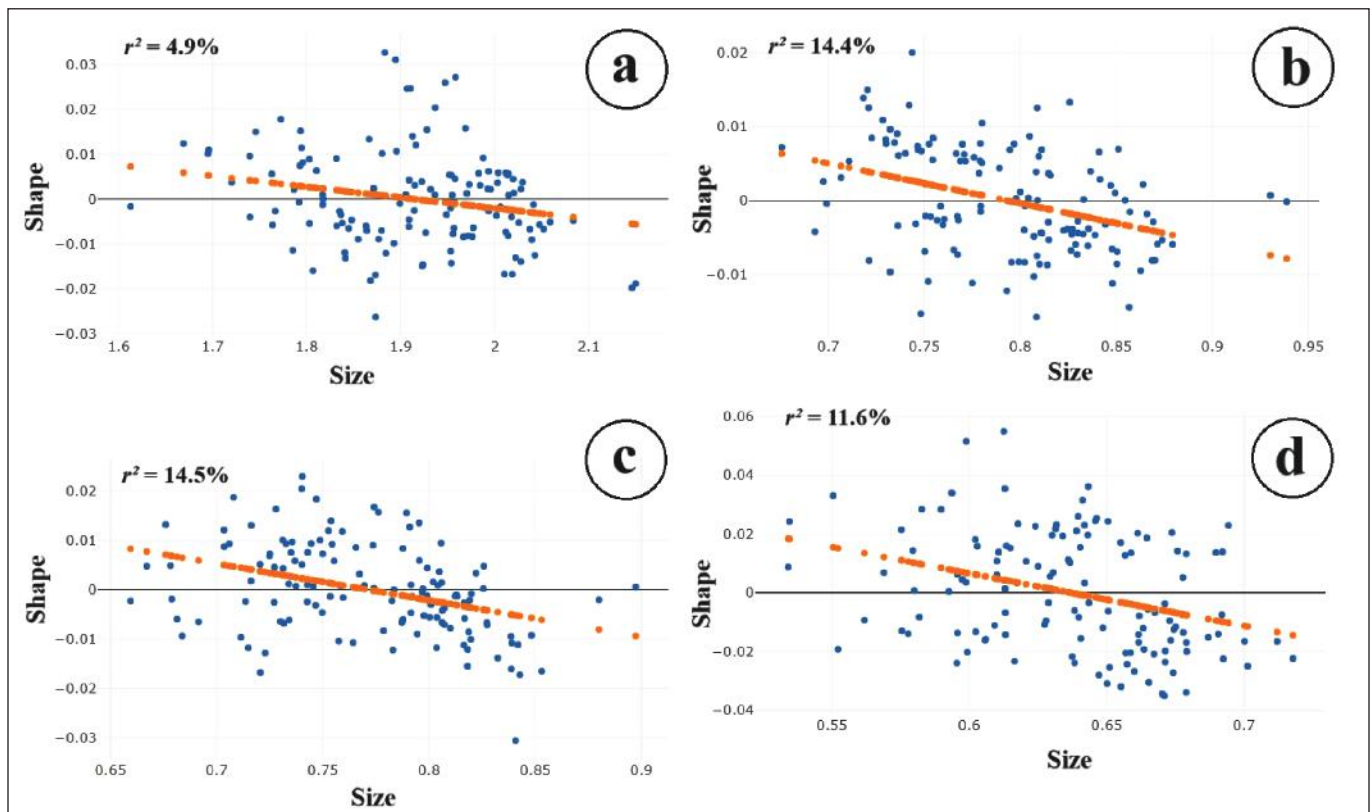 r² = 4.9%
a
0.03
0.02
0.01
0
−0.01
−0.02
−0.03
Shape
1.6 1.7 1.8 1.9 2 2.1
Size
r² = 14.4%
b
0.02
0.01
0
−0.01
Shape
0.7 0.75 0.8 0.85 0.9 0.95
Size
r² = 14.5%
c
0.02
0.01
0
−0.01
−0.02
−0.03
Shape
0.65 0.7 0.75 0.8 0.85 0.9
Size
r² = 11.6%
d
0.06
0.04
0.02
0
−0.02
−0.04
Shape
0.55 0.6 0.65 0.7
Size